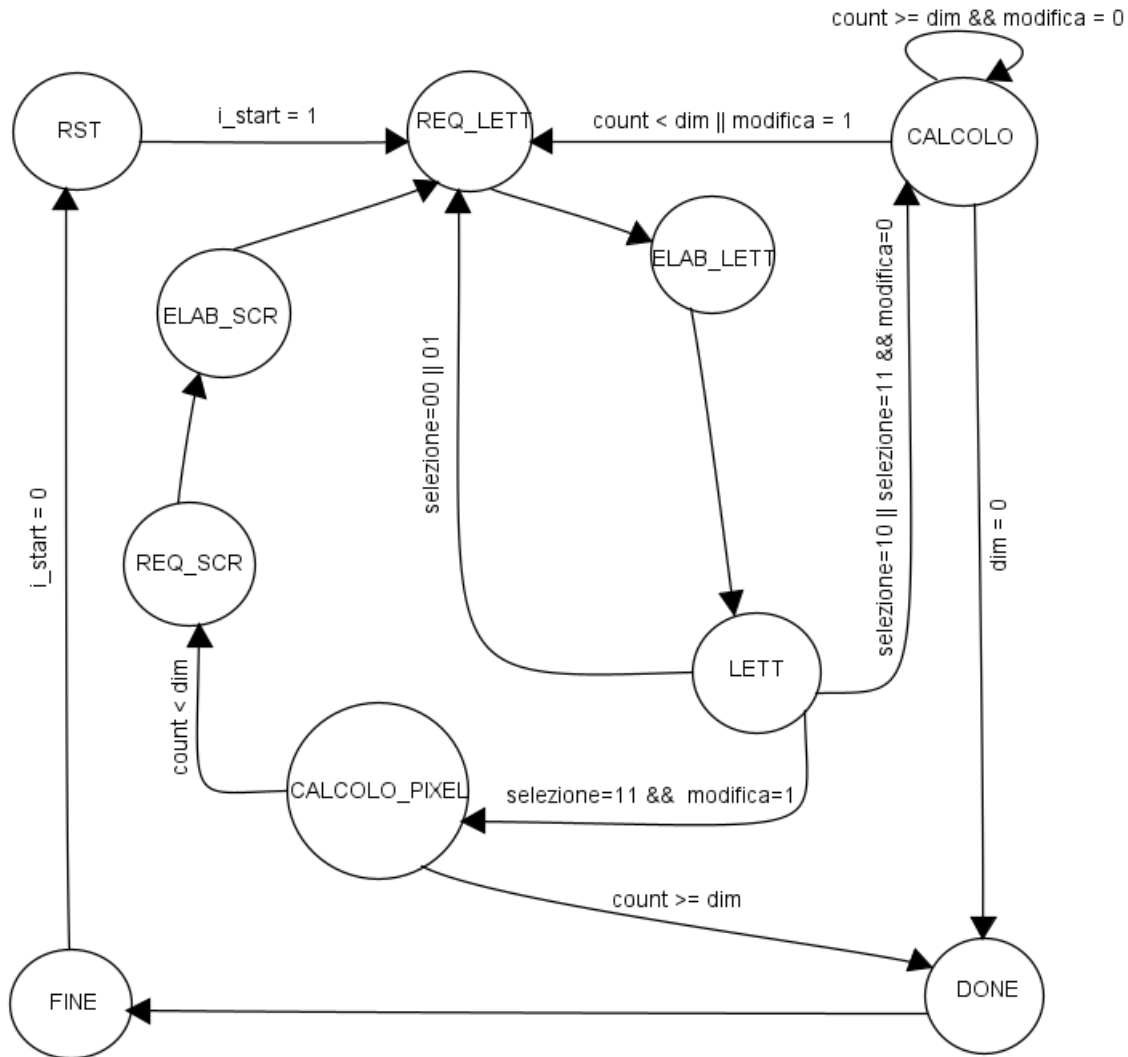 count >= dim && modifica = 0
RST
i_start = 1
REQ_LETT
count < dim || modifica = 1
CALCOLO
ELAB_LETT
ELAB_SCR
selezione=00 || 01
selezione=10 || selezione=11 && modifica=0
i_start = 0
REQ_SCR
dim = 0
LETT
count < dim
CALCOLO_PIXEL
selezione=11 &&  modifica=1
count >= dim
FINE
DONE